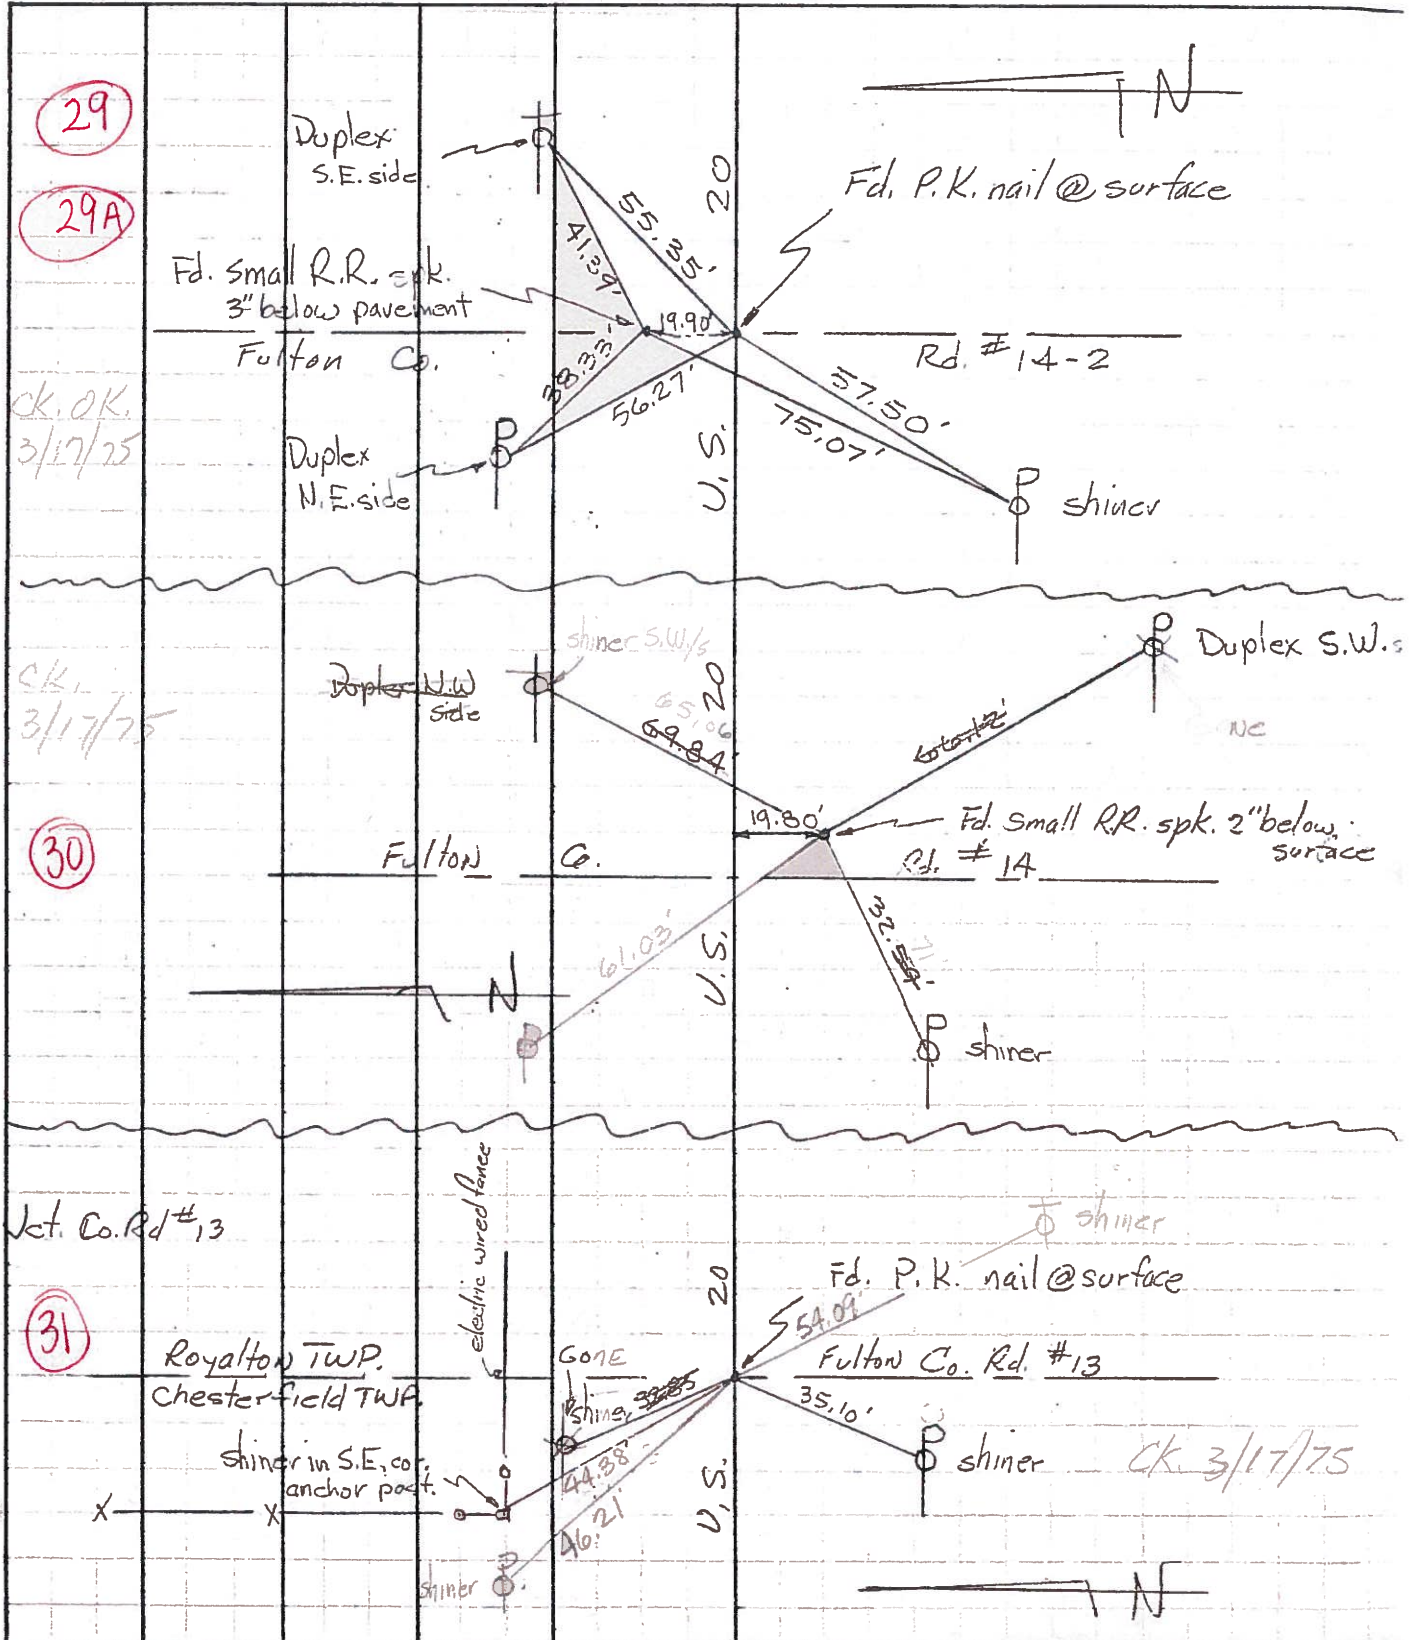 29
29A
N
Duplex
S.E. side
20
Fd. P.K. nail @ surface
55.35'
41.39'
Fd. Small R.R. spk.
3" below pavement
19.90'
Fulton Co.
Rd. # 14-2
38.33'
56.27'
57.50'
75.07'
ck. OK.
3/17/75
Duplex
N.E. side
U.S.
P
shiner
P
shiner S.W./s
P
Duplex S.W. s
Duplex N.W
side
ck.
3/17/75
20
65.06
69.84'
NC
19.80'
Fd. Small R.R. spk. 2" below
surface
30
Fulton Co.
Rd. # 14
32.
71
61.03'
U.S.
N
P
shiner
electric wired fence
Jct. Co. Rd #13
shiner
20
Fd. P.K. nail @ surface
54.09'
31
Royalton TWP.
Chesterfield TWP.
GONE
shiner
Fulton Co. Rd. #13
35.10'
44.38'
46.21'
shiner in S.E. cor.
anchor post.
P
shiner
CK. 3/17/75
X
X
U.S.
shiner
N